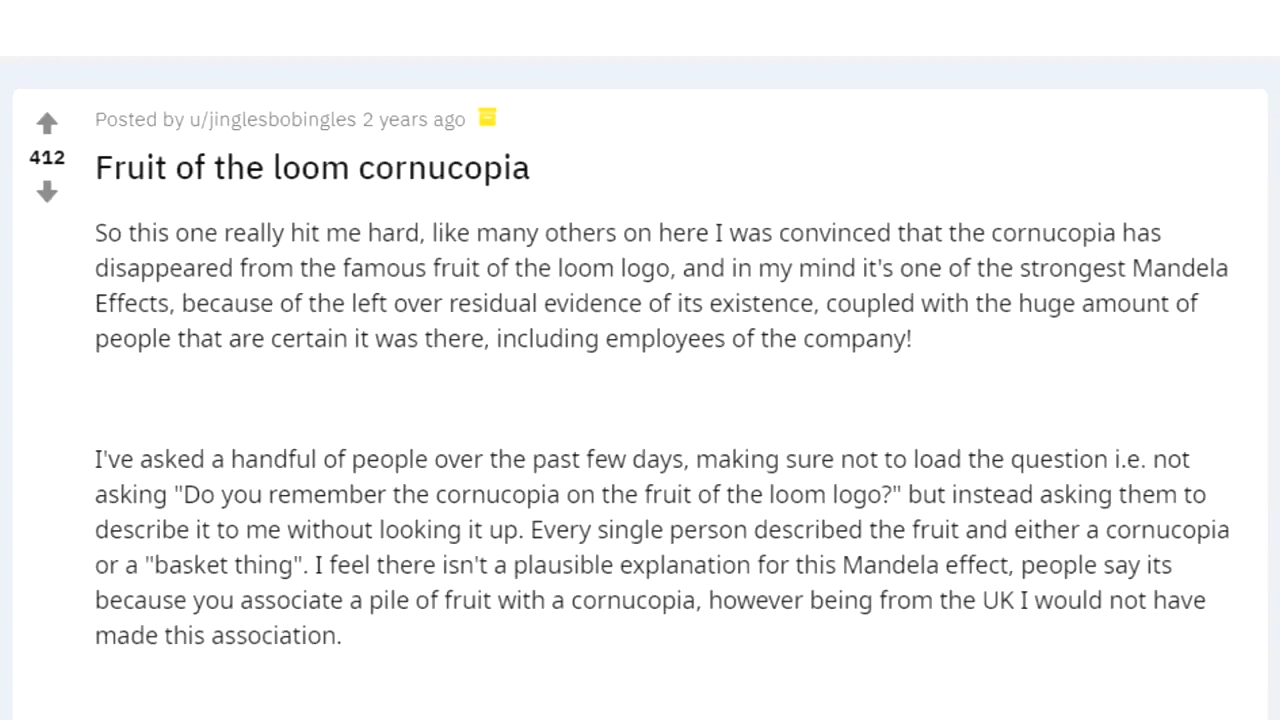 Posted by u/jinglesbobingles 2 years ago
412
Fruit of the loom cornucopia
So this one really hit me hard, like many others on here I was convinced that the cornucopia has
disappeared from the famous fruit of the loom logo, and in my mind it's one of the strongest Mandela
Effects, because of the left over residual evidence of its existence, coupled with the huge amount of
people that are certain it was there, including employees of the company!
I've asked a handful of people over the past few days, making sure not to load the question i.e. not
asking "Do you remember the cornucopia on the fruit of the loom logo?" but instead asking them to
describe it to me without looking it up. Every single person described the fruit and either a cornucopia
or a "basket thing". I feel there isn't a plausible explanation for this Mandela effect, people say its
because you associate a pile of fruit with a cornucopia, however being from the UK I would not have
made this association.